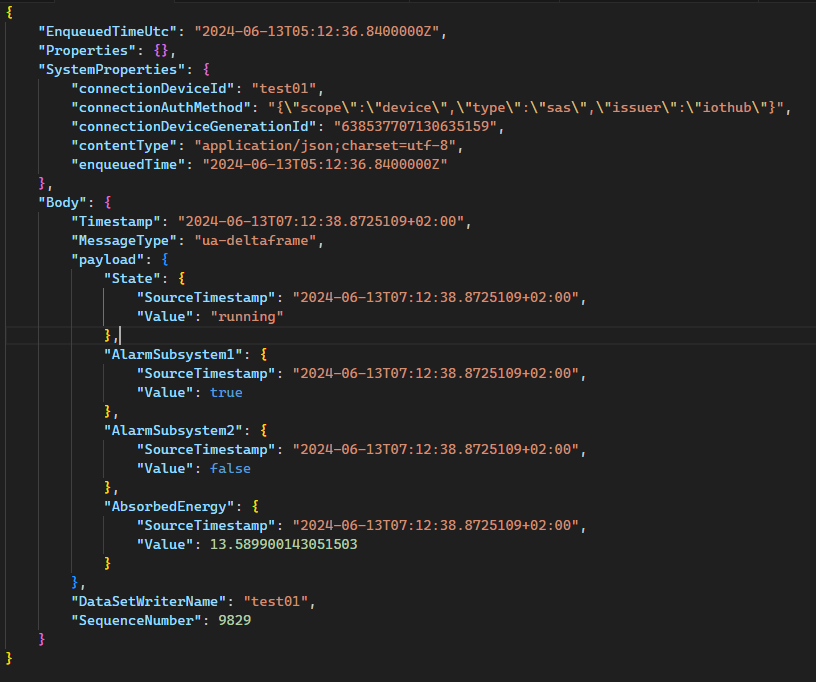 {
    "EnqueuedTimeUtc": "2024-06-13T05:12:36.8400000Z",
    "Properties": {},
    "SystemProperties": {
        "connectionDeviceId": "test01",
        "connectionAuthMethod": "{\"scope\":\"device\",\"type\":\"sas\",\"issuer\":\"iothub\"}",
        "connectionDeviceGenerationId": "638537707130635159",
        "contentType": "application/json;charset=utf-8",
        "enqueuedTime": "2024-06-13T05:12:36.8400000Z"
    },
    "Body": {
        "Timestamp": "2024-06-13T07:12:38.8725109+02:00",
        "MessageType": "ua-deltaframe",
        "payload": {
            "State": {
                "SourceTimestamp": "2024-06-13T07:12:38.8725109+02:00",
                "Value": "running"
            },
            "AlarmSubsystem1": {
                "SourceTimestamp": "2024-06-13T07:12:38.8725109+02:00",
                "Value": true
            },
            "AlarmSubsystem2": {
                "SourceTimestamp": "2024-06-13T07:12:38.8725109+02:00",
                "Value": false
            },
            "AbsorbedEnergy": {
                "SourceTimestamp": "2024-06-13T07:12:38.8725109+02:00",
                "Value": 13.589900143051503
            }
        },
        "DataSetWriterName": "test01",
        "SequenceNumber": 9829
    }
}